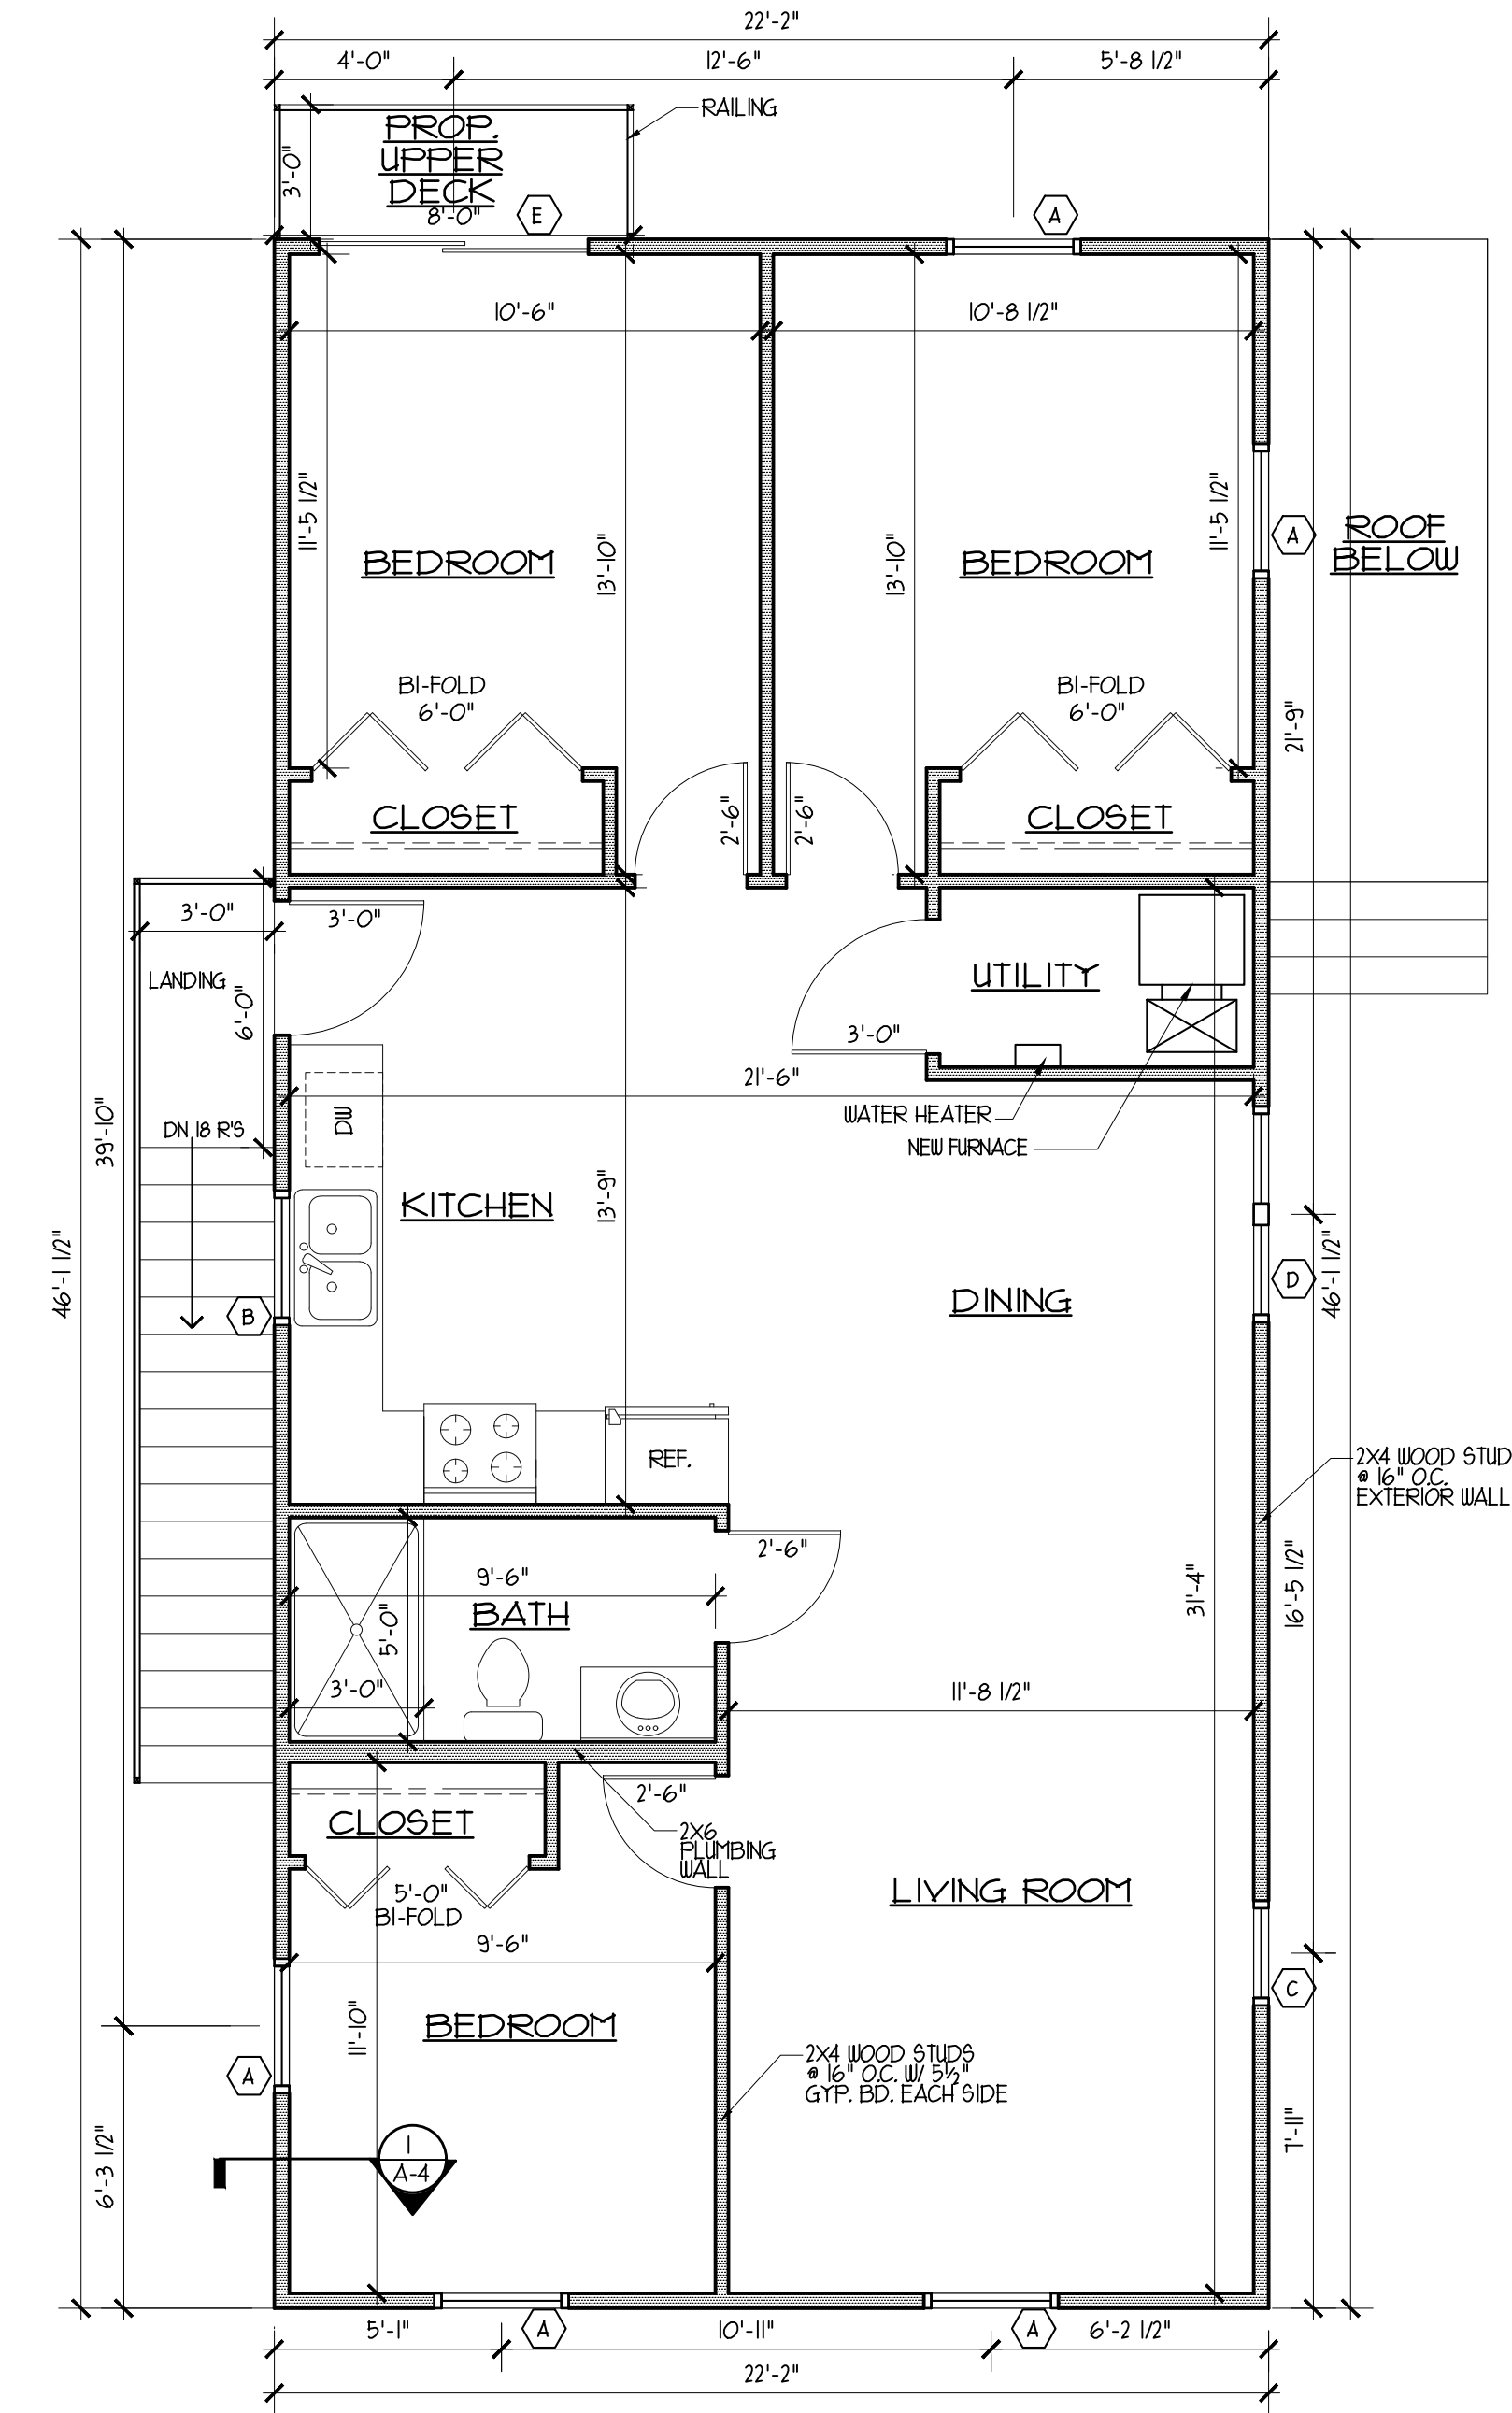 22'-2"
4'-0"
12'-6"
5'-8 1/2"
RAILING
PROP.
UPPER
DECK
3'-0"
8'-0"
E
A
10'-6"
10'-8 1/2"
11'-5 1/2"
13'-10"
13'-10"
11'-5 1/2"
BEDROOM
BEDROOM
A
ROOF
BELOW
BI-FOLD
6'-0"
BI-FOLD
6'-0"
21'-9"
CLOSET
2'-6"
2'-6"
CLOSET
3'-0"
3'-0"
LANDING
6'-0"
UTILITY
3'-0"
21'-6"
WATER HEATER
NEW FURNACE
DW
DN 18 R'S
39'-10"
46'-1 1/2"
KITCHEN
13'-9"
B
DINING
D
46'-1 1/2"
REF.
2X4 WOOD STUD
@ 16" O.C.
EXTERIOR WALL
2'-6"
9'-6"
BATH
5'-0"
3'-0"
31'-4"
16'-5 1/2"
11'-8 1/2"
CLOSET
2'-6"
2X6
PLUMBING
WALL
5'-0"
BI-FOLD
LIVING ROOM
9'-6"
C
11'-10"
BEDROOM
A
2X4 WOOD STUDS
@ 16" O.C. W/ 5½"
GYP. BD. EACH SIDE
7'-11"
6'-3 1/2"
1
A-4
5'-1"
A
10'-11"
A
6'-2 1/2"
22'-2"